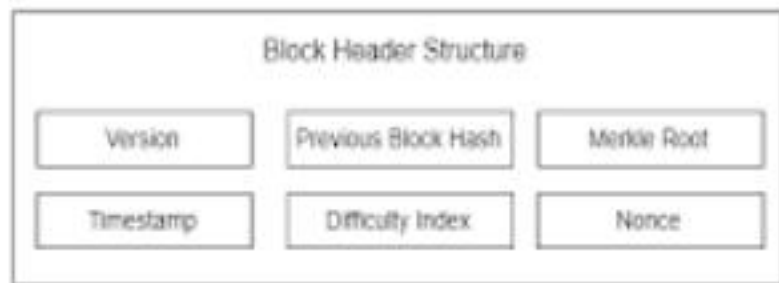 Block Header Structure
Version
Previous Block Hash
Merkle Root
Timestamp
Difficulty Index
Nonce